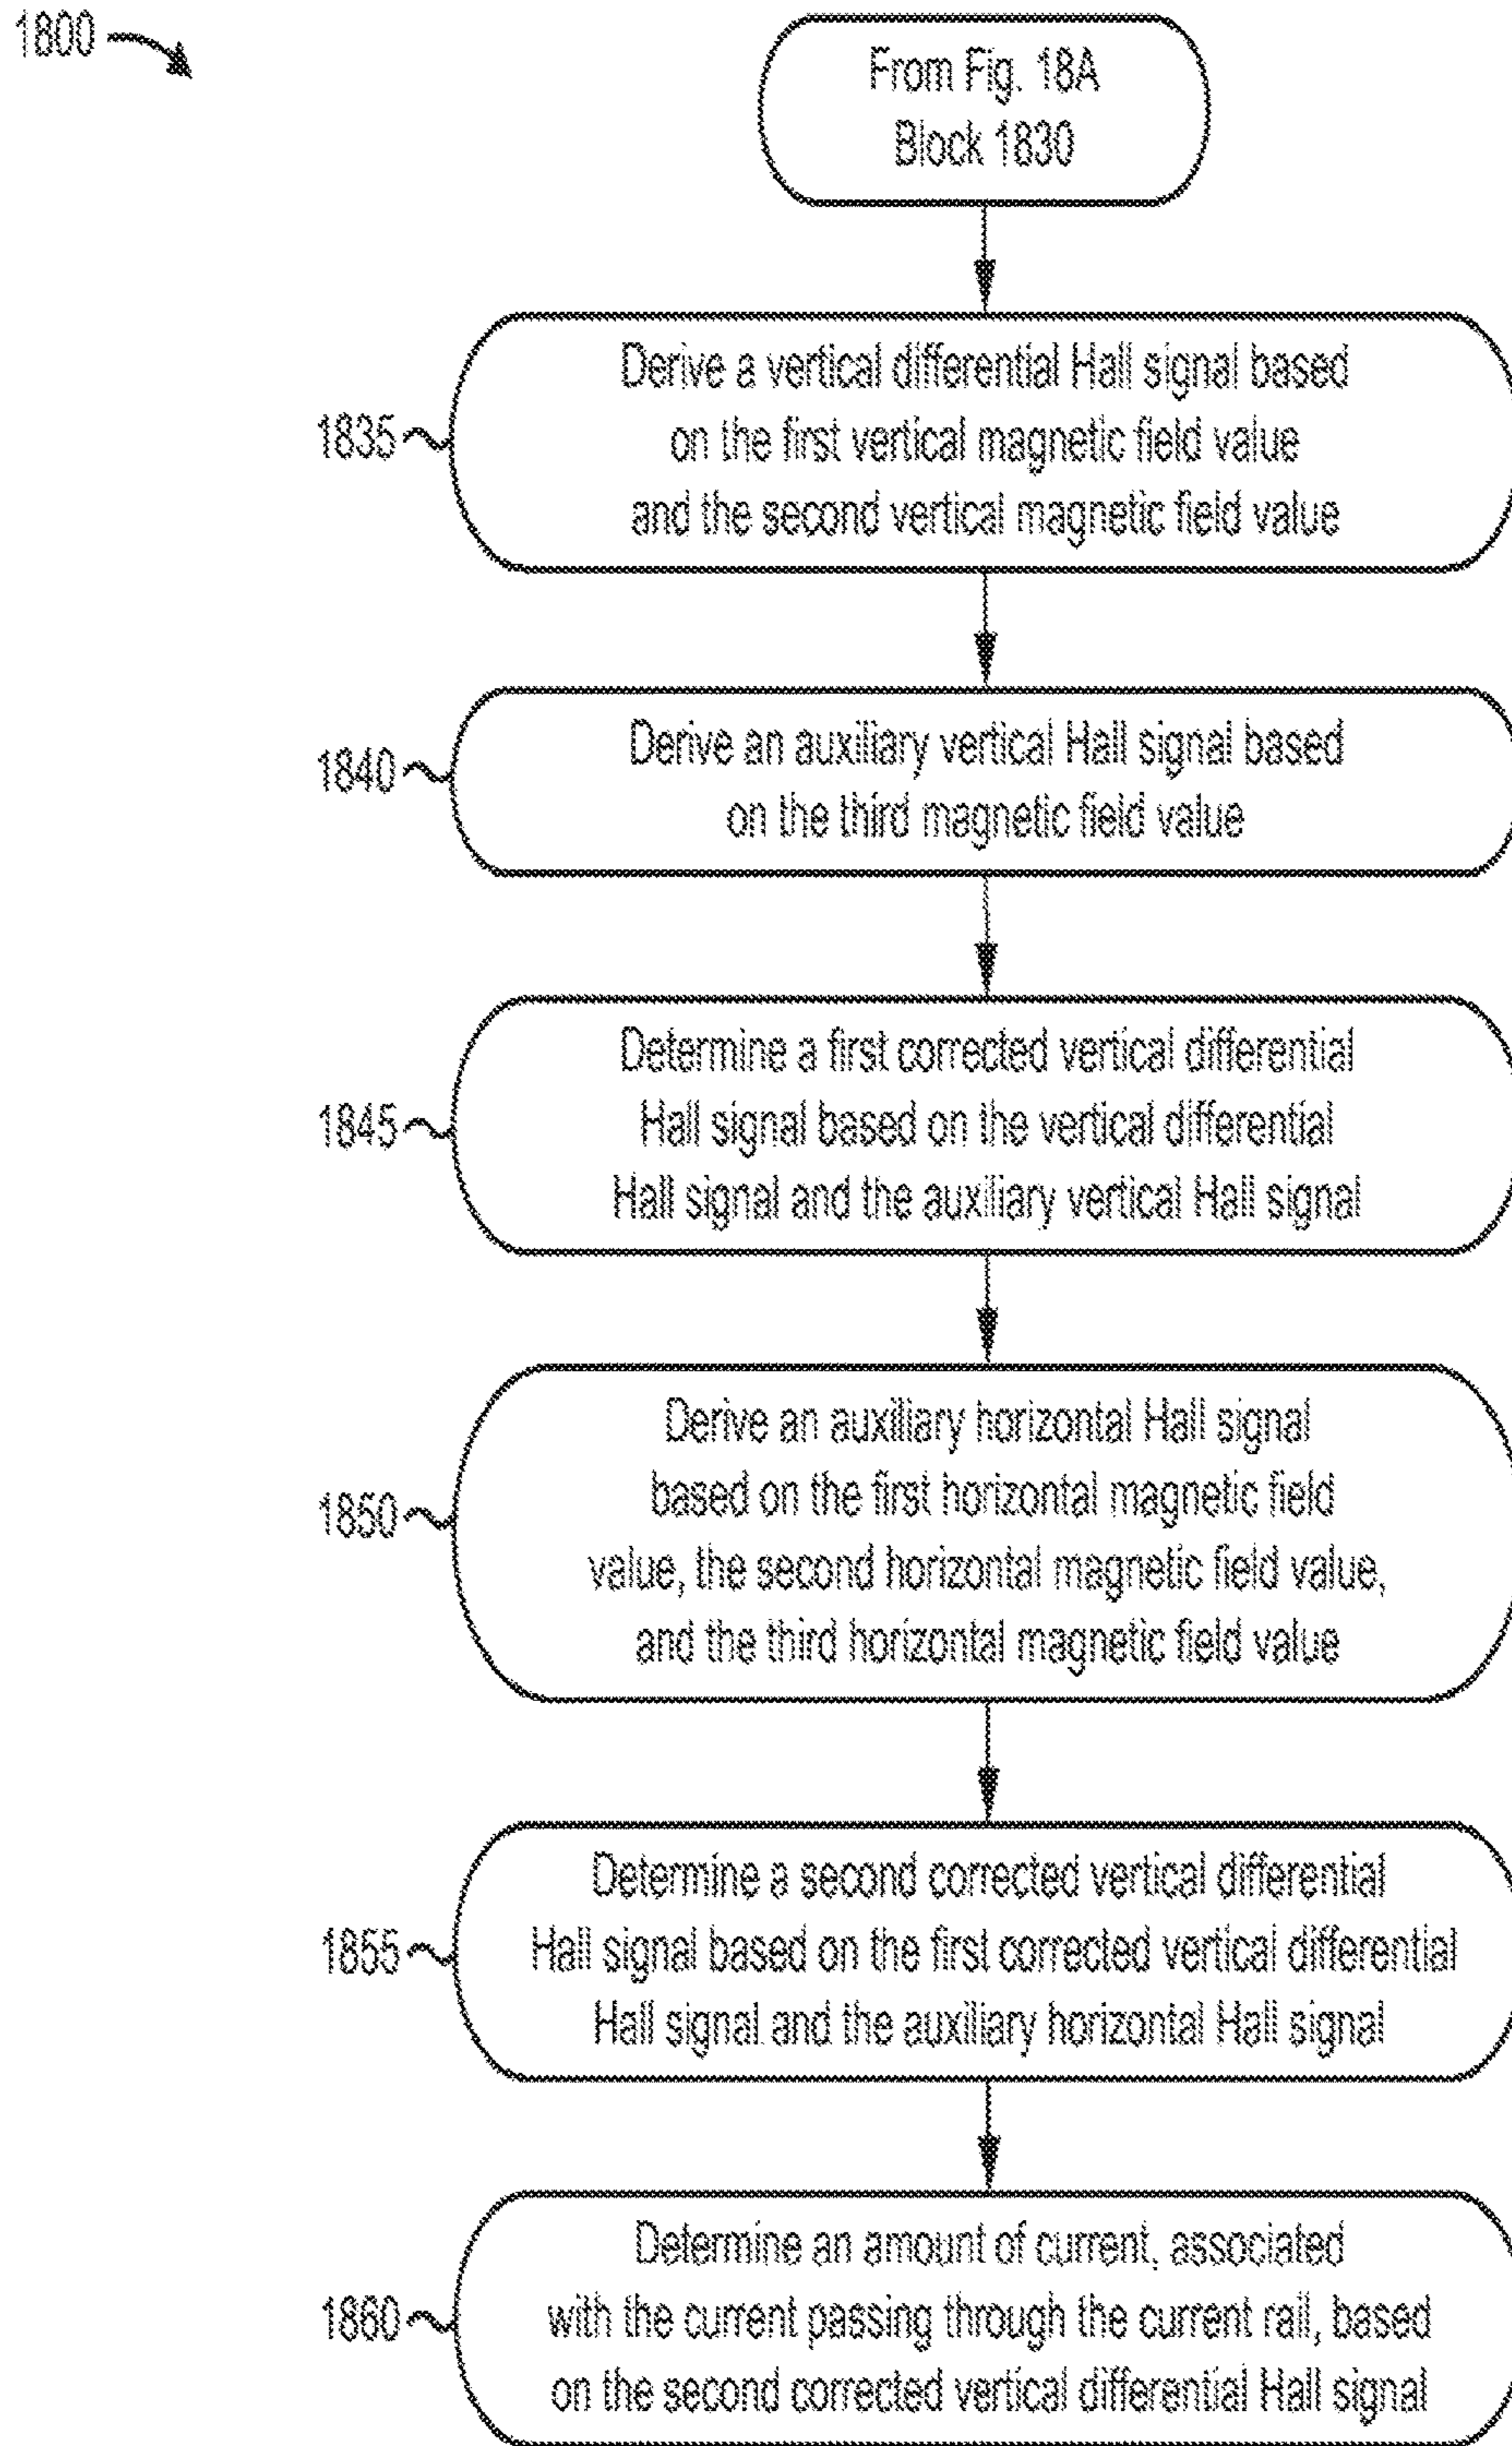 1800
From Fig. 18A
Block 1830
Derive a vertical differential Hall signal based
on the first vertical magnetic field value
and the second vertical magnetic field value
1835
Derive an auxiliary vertical Hall signal based
on the third magnetic field value
1840
Determine a first corrected vertical differential
Hall signal based on the vertical differential
Hall signal and the auxiliary vertical Hall signal
1845
Derive an auxiliary horizontal Hall signal
based on the first horizontal magnetic field
value, the second horizontal magnetic field value,
and the third horizontal magnetic field value
1850
Determine a second corrected vertical differential
Hall signal based on the first corrected vertical differential
Hall signal and the auxiliary horizontal Hall signal
1855
Determine an amount of current, associated
with the current passing through the current rail, based
on the second corrected vertical differential Hall signal
1860